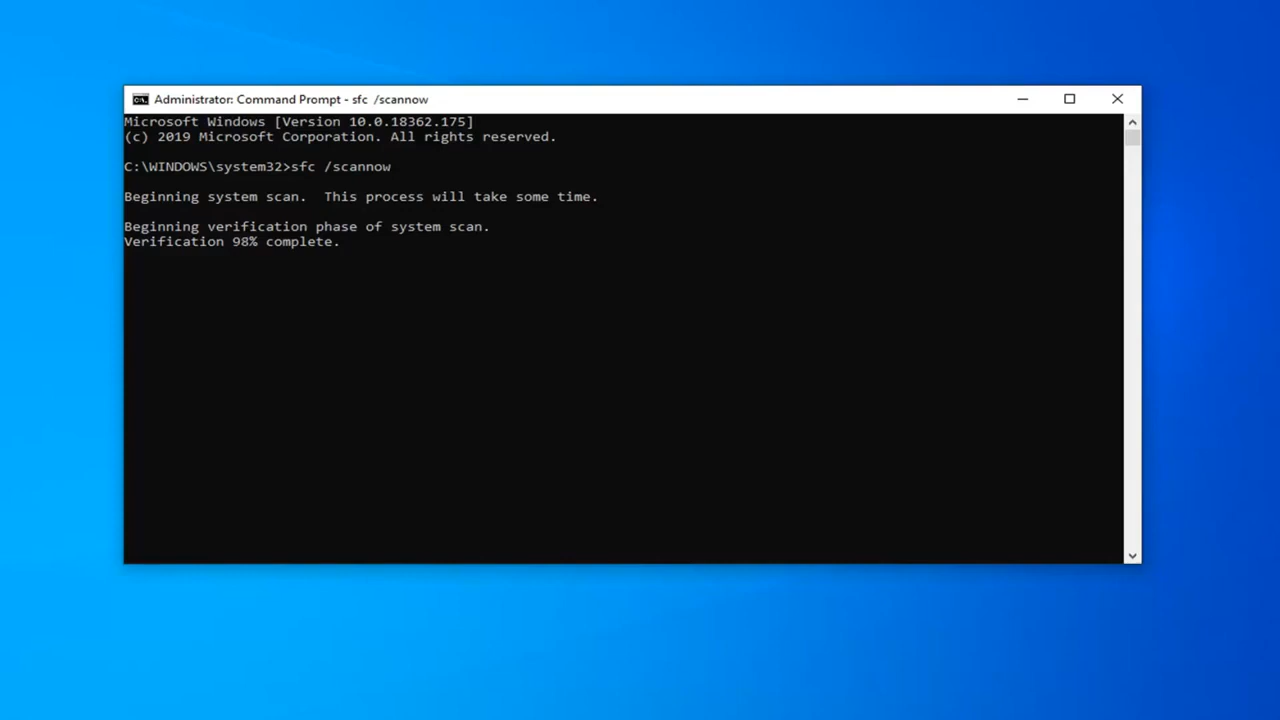 Administrator: Command Prompt - sfc  /scannow
Microsoft Windows [Version 10.0.18362.175]
(c) 2019 Microsoft Corporation. All rights reserved.
C:\WINDOWS\system32>sfc /scannow
Beginning system scan.  This process will take some time.
Beginning verification phase of system scan.
Verification 98% complete.